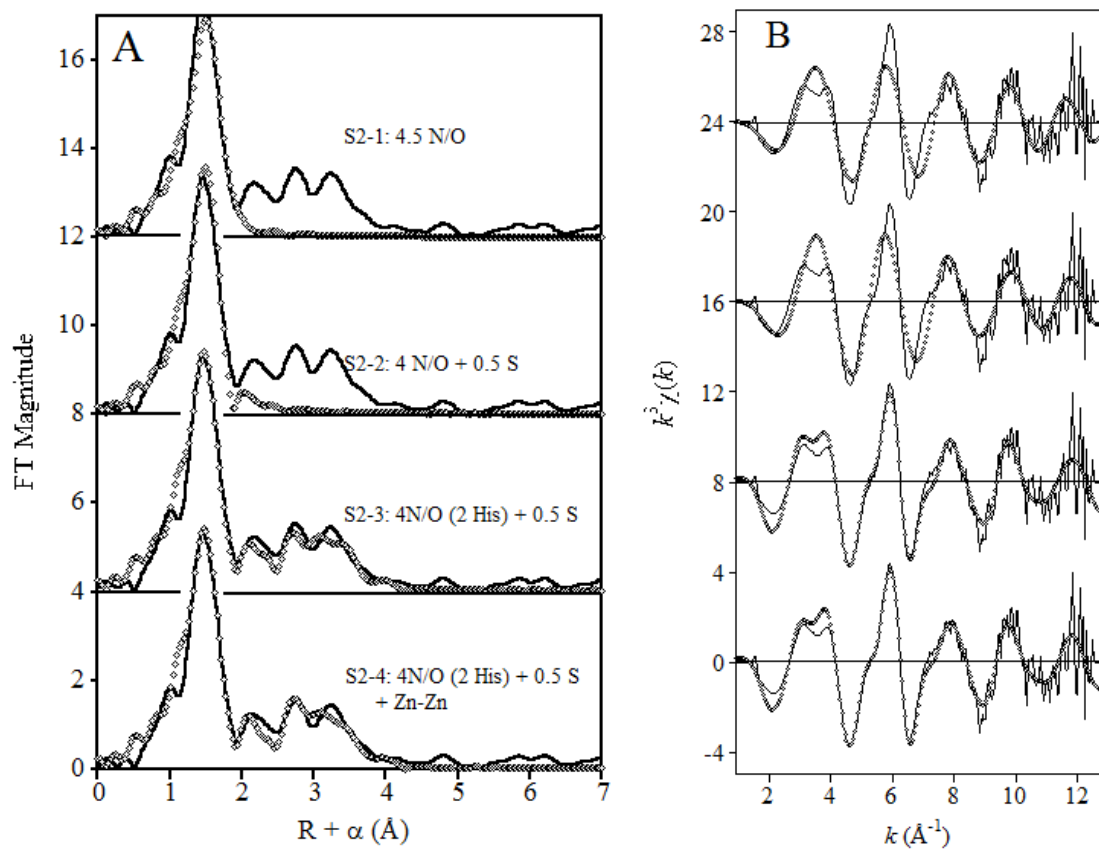 A
16
S2-1: 4.5 N/O
14
12
10
S2-2: 4 N/O + 0.5 S
8
6
S2-3: 4N/O (2 His) + 0.5 S
4
S2-4: 4N/O (2 His) + 0.5 S
+ Zn-Zn
2
0
0 1 2 3 4 5 6 7
FT Magnitude
R + α (Å)
B
28
24
20
16
12
8
4
0
-4
2 4 6 8 10 12
k³χ(k)
k (Å⁻¹)